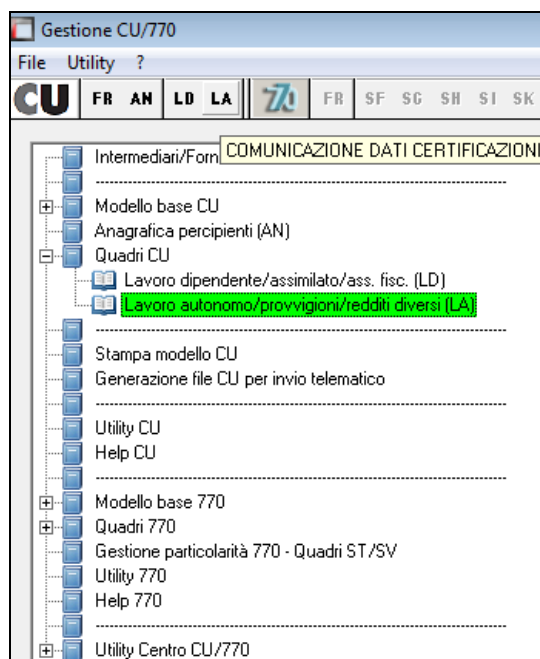 Gestione CU/770
File Utility ?
CU FR AN LD LA 770 FR SF SG SH SI SK
COMUNICAZIONE DATI CERTIFICAZIONI
Intermediari/Forn
--------------------------------------------------
Modello base CU
Anagrafica percipienti (AN)
Quadri CU
Lavoro dipendente/assimilato/ass. fisc. (LD)
Lavoro autonomo/provvigioni/redditi diversi (LA)
--------------------------------------------------
Stampa modello CU
Generazione file CU per invio telematico
--------------------------------------------------
Utility CU
Help CU
--------------------------------------------------
Modello base 770
Quadri 770
Gestione particolarità 770 - Quadri ST/SV
Utility 770
Help 770
--------------------------------------------------
Utility Centro CU/770